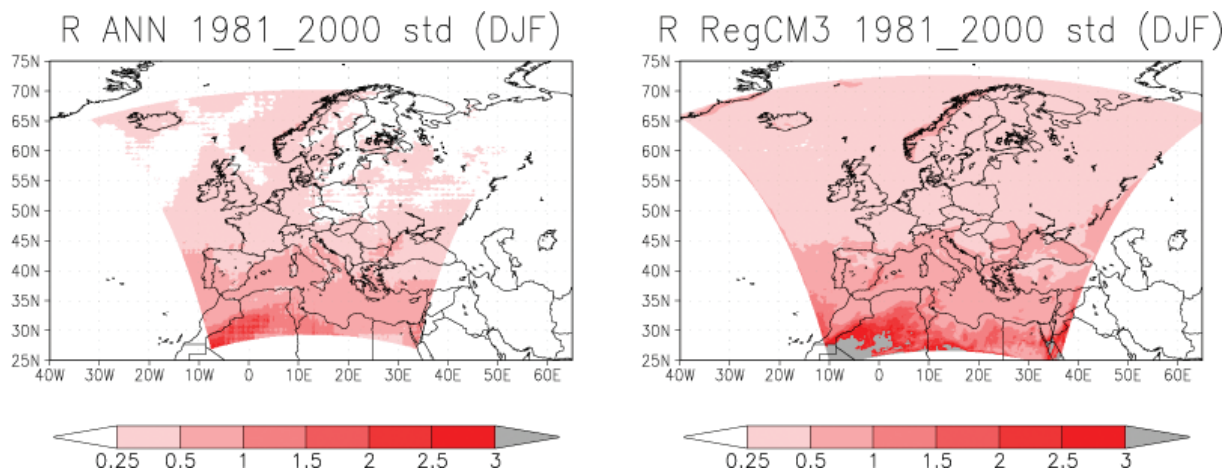 R ANN 1981_2000 std (DJF)
75N
70N
65N
60N
55N
50N
45N
40N
35N
30N
25N
40W 30W 20W 10W 0 10E 20E 30E 40E 50E 60E
0.25 0.5 1 1.5 2 2.5 3
R RegCM3 1981_2000 std (DJF)
75N
70N
65N
60N
55N
50N
45N
40N
35N
30N
25N
40W 30W 20W 10W 0 10E 20E 30E 40E 50E 60E
0.25 0.5 1 1.5 2 2.5 3